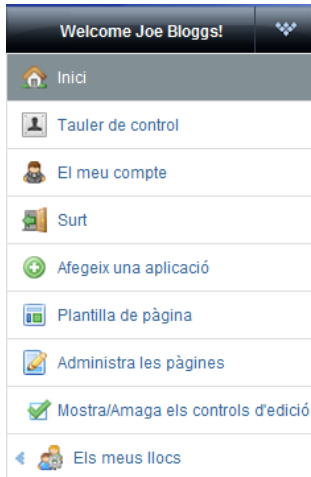 Welcome Joe Bloggs!
Inici
Tauler de control
El meu compte
Surt
Afegeix una aplicació
Plantilla de pàgina
Administra les pàgines
Mostra/Amaga els controls d'edició
Els meus llocs